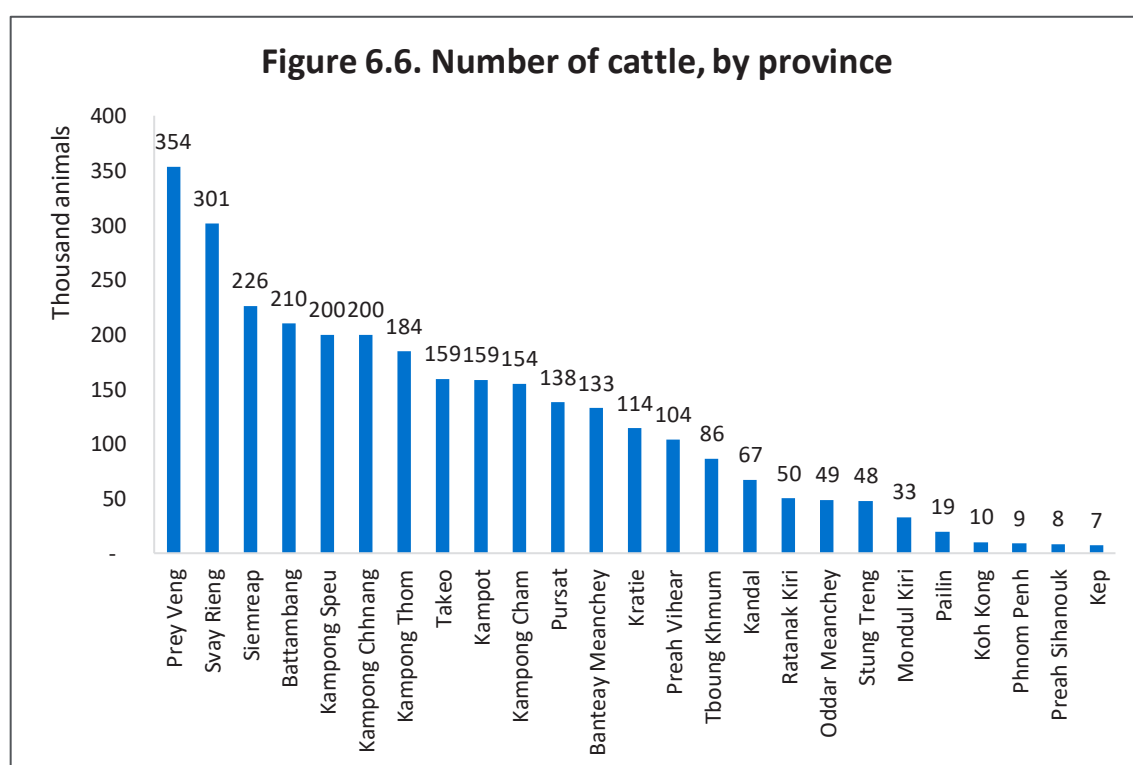 Figure 6.6. Number of cattle, by province
Thousand animals
400
350
300
250
200
150
100
50
-
354
301
226
210
200
200
184
159
159
154
138
133
114
104
86
67
50
49
48
33
19
10
9
8
7
Prey Veng
Svay Rieng
Siemreap
Battambang
Kampong Speu
Kampong Chhnang
Kampong Thom
Takeo
Kampot
Kampong Cham
Pursat
Banteay Meanchey
Kratie
Preah Vihear
Tboung Khmum
Kandal
Ratanak Kiri
Oddar Meanchey
Stung Treng
Mondul Kiri
Pailin
Koh Kong
Phnom Penh
Preah Sihanouk
Kep